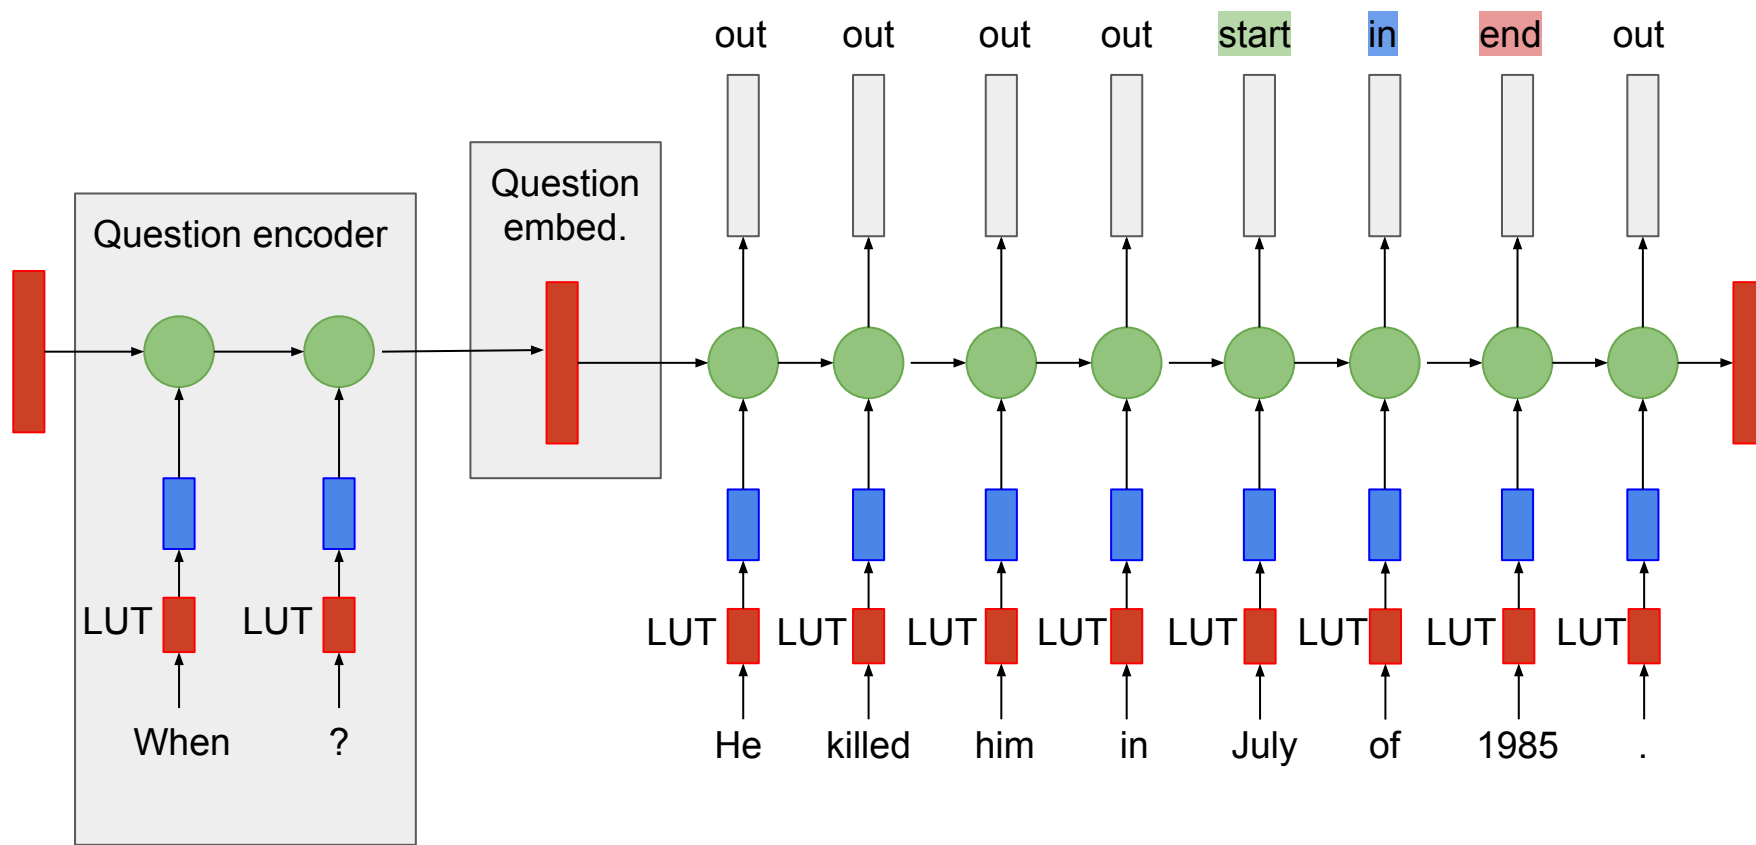 out out out out start in end out
Question
embed.
Question encoder
LUT LUT LUT LUT LUT LUT LUT LUT LUT LUT
When ? He killed him in July of 1985 .